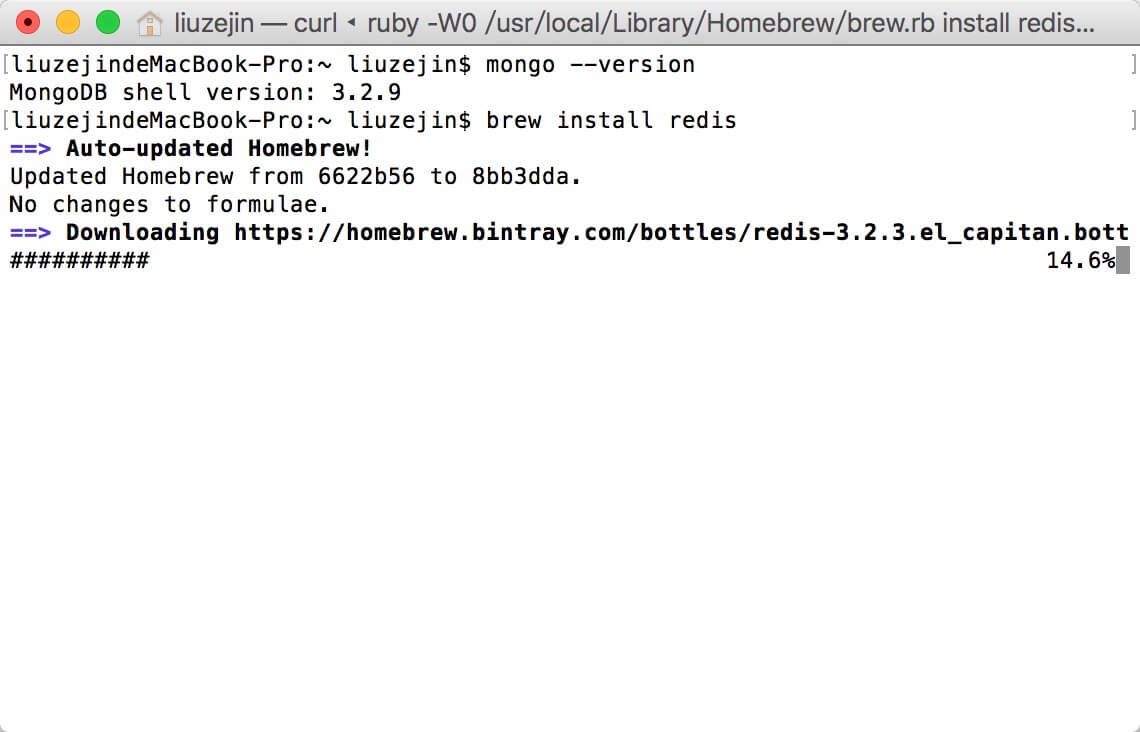 liuzejin — curl ◂ ruby -W0 /usr/local/Library/Homebrew/brew.rb install redis...
[liuzejindeMacBook-Pro:~ liuzejin$ mongo --version]
MongoDB shell version: 3.2.9
[liuzejindeMacBook-Pro:~ liuzejin$ brew install redis]
==> Auto-updated Homebrew!
Updated Homebrew from 6622b56 to 8bb3dda.
No changes to formulae.
==> Downloading https://homebrew.bintray.com/bottles/redis-3.2.3.el_capitan.bott
########## 14.6%